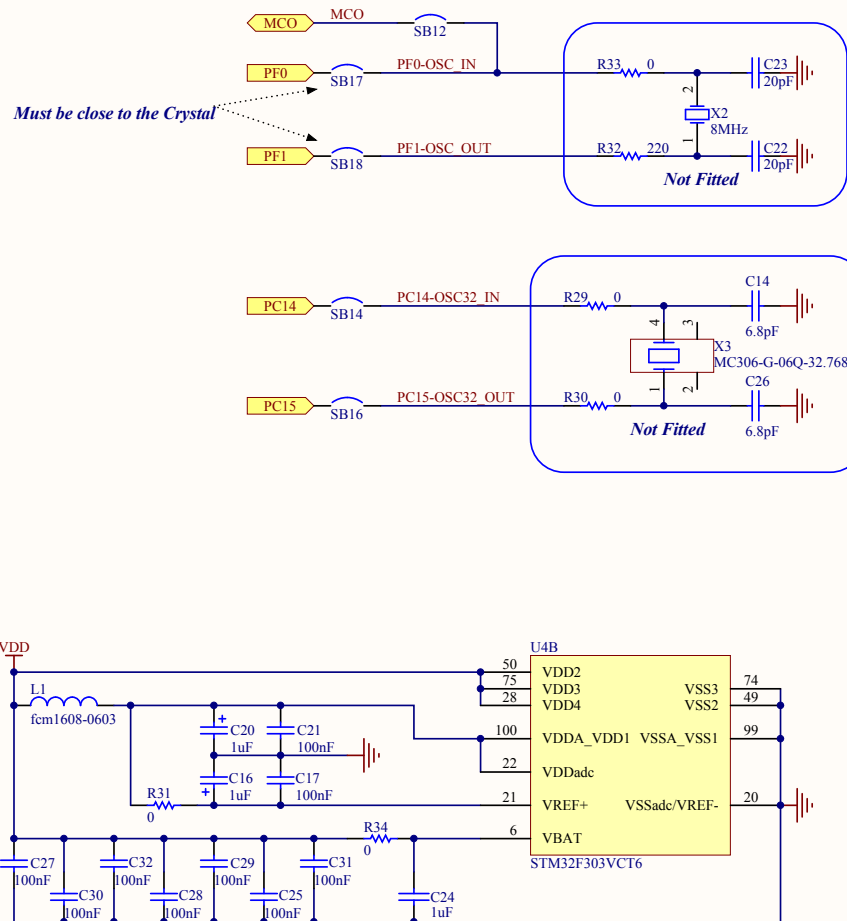 MCO
MCO
SB12
PF0
PF0-OSC_IN
SB17
R33 0
C23
20pF
2
X2
8MHz
1
Must be close to the Crystal
PF1
PF1-OSC_OUT
SB18
R32 220
C22
20pF
Not Fitted
PC14
PC14-OSC32_IN
SB14
R29 0
C14
6.8pF
4 3
X3
MC306-G-06Q-32.768
1 2
C26
6.8pF
PC15
PC15-OSC32_OUT
SB16
R30 0
Not Fitted
VDD
L1
fcm1608-0603
C20
1uF
C21
100nF
C16
1uF
C17
100nF
R31
0
R34
0
C27
100nF
C32
100nF
C29
100nF
C31
100nF
C30
100nF
C28
100nF
C25
100nF
C24
1uF
U4B
50 VDD2
75 VDD3 VSS3 74
28 VDD4 VSS2 49
100 VDDA_VDD1 VSSA_VSS1 99
22 VDDadc
21 VREF+ VSSadc/VREF- 20
6 VBAT
STM32F303VCT6